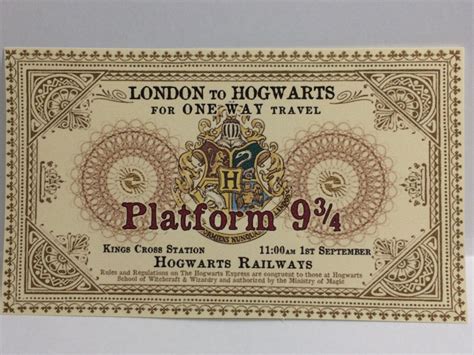 LONDON TO HOGWARTS
FOR ONE WAY TRAVEL
H
Platform 9¾
KINGS CROSS STATION 11:00AM 1ST SEPTEMBER
HOGWARTS RAILWAYS
Rules and Regulations on The Hogwarts Express are congruent to those at Hogwarts
School of Witchcraft & Wizardry and authorized by the Ministry of Magic